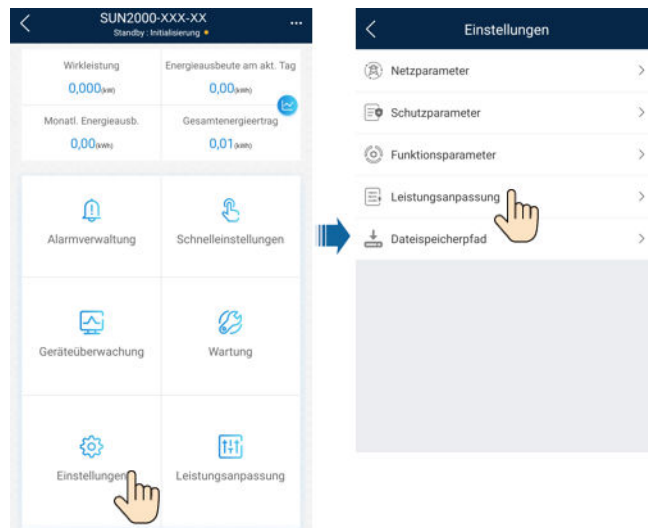 SUN2000-XXX-XX
Standby : Initialisierung
Wirkleistung
Energieausbeute am akt. Tag
0,000(kW)
0,00(kWh)
Monatl. Energieausb.
Gesamtenergieertrag
0,00(kWh)
0,01(kWh)
Alarmverwaltung
Schnelleinstellungen
Geräteüberwachung
Wartung
Einstellungen
Leistungsanpassung
Einstellungen
Netzparameter
Schutzparameter
Funktionsparameter
Leistungsanpassung
Dateispeicherpfad